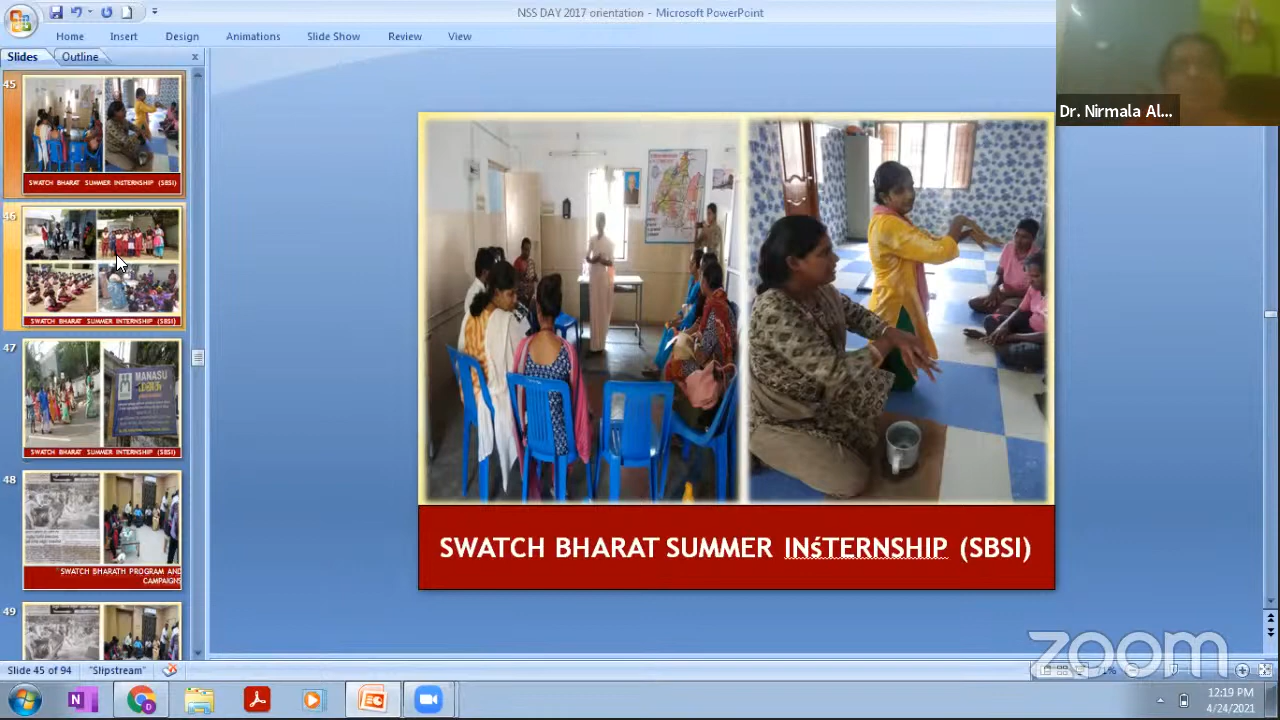 NSS DAY 2017 orientation - Microsoft PowerPoint
Home Insert Design Animations Slide Show Review View
Slides Outline x
Dr. Nirmala Al...
45
SWATCH BHARAT SUMMER INśTERNSHIP (SBSI)
46
SWATCH BHARAT SUMMER INTERNSHIP (SBSI)
47
MANASU
SWATCH BHARAT SUMMER INTERNSHIP (SBSI)
48
SWATCH BHARATH PROGRAM AND
CAMPAIGNS
49
SWATCH BHARAT SUMMER INśTERNSHIP (SBSI)
zoom
Slide 45 of 94 "Slipstream"
12:19 PM
4/24/2021